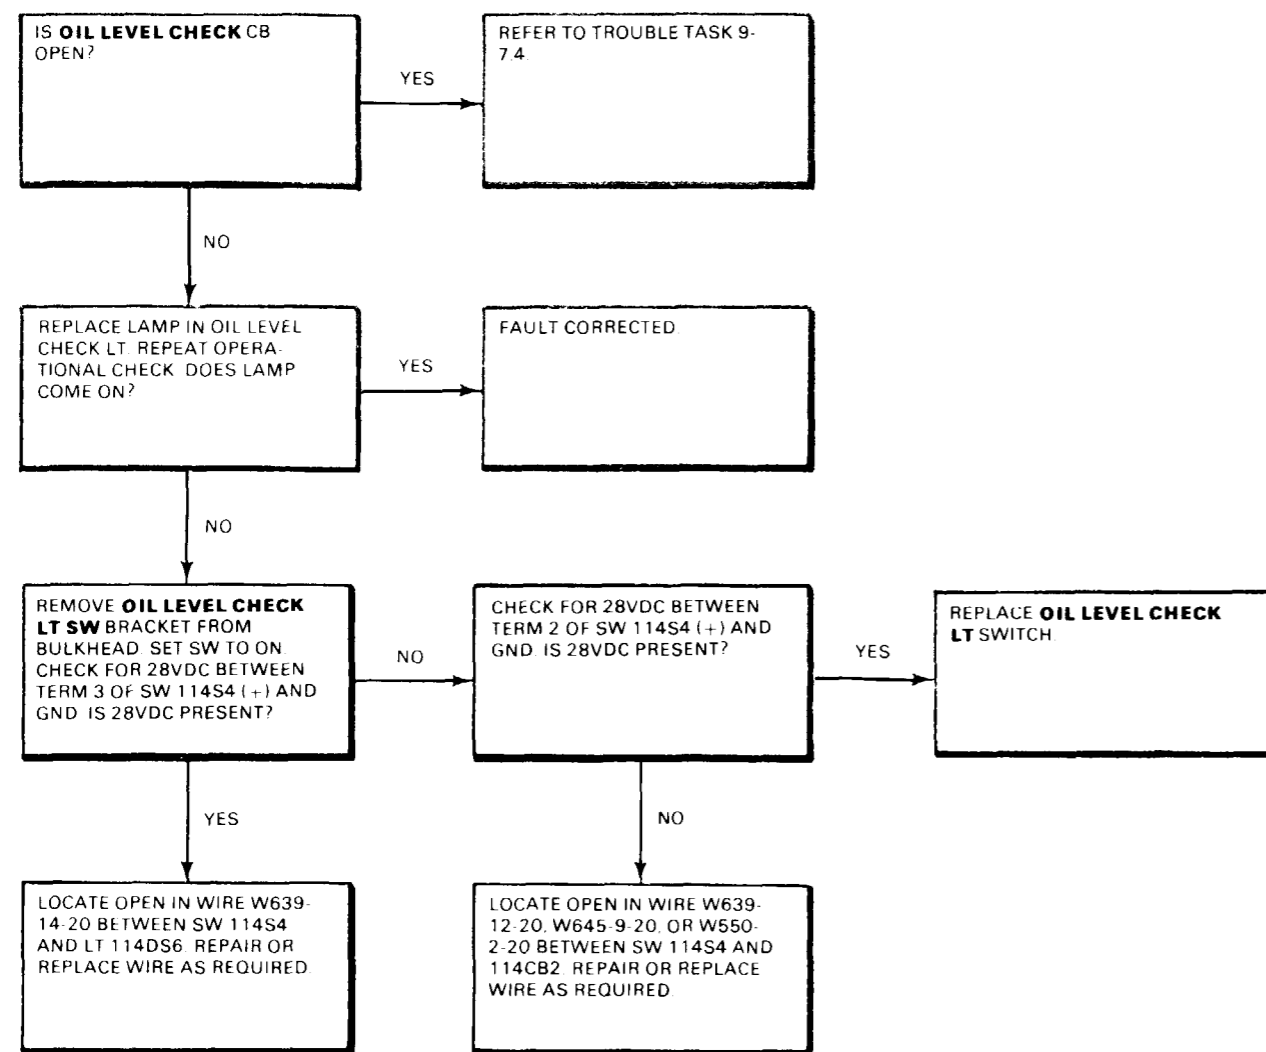 IS OIL LEVEL CHECK CB
OPEN?
YES
REFER TO TROUBLE TASK 9-
7.4.
NO
REPLACE LAMP IN OIL LEVEL
CHECK LT. REPEAT OPERA-
TIONAL CHECK. DOES LAMP
COME ON?
YES
FAULT CORRECTED.
NO
REMOVE OIL LEVEL CHECK
LT SW BRACKET FROM
BULKHEAD. SET SW TO ON.
CHECK FOR 28VDC BETWEEN
TERM 3 OF SW 114S4 (+) AND
GND. IS 28VDC PRESENT?
NO
CHECK FOR 28VDC BETWEEN
TERM 2 OF SW 114S4 (+) AND
GND. IS 28VDC PRESENT?
YES
REPLACE OIL LEVEL CHECK
LT SWITCH.
YES
NO
LOCATE OPEN IN WIRE W639-
14-20 BETWEEN SW 114S4
AND LT 114DS6. REPAIR OR
REPLACE WIRE AS REQUIRED.
LOCATE OPEN IN WIRE W639-
12-20, W645-9-20, OR W550-
2-20 BETWEEN SW 114S4 AND
114CB2. REPAIR OR REPLACE
WIRE AS REQUIRED.